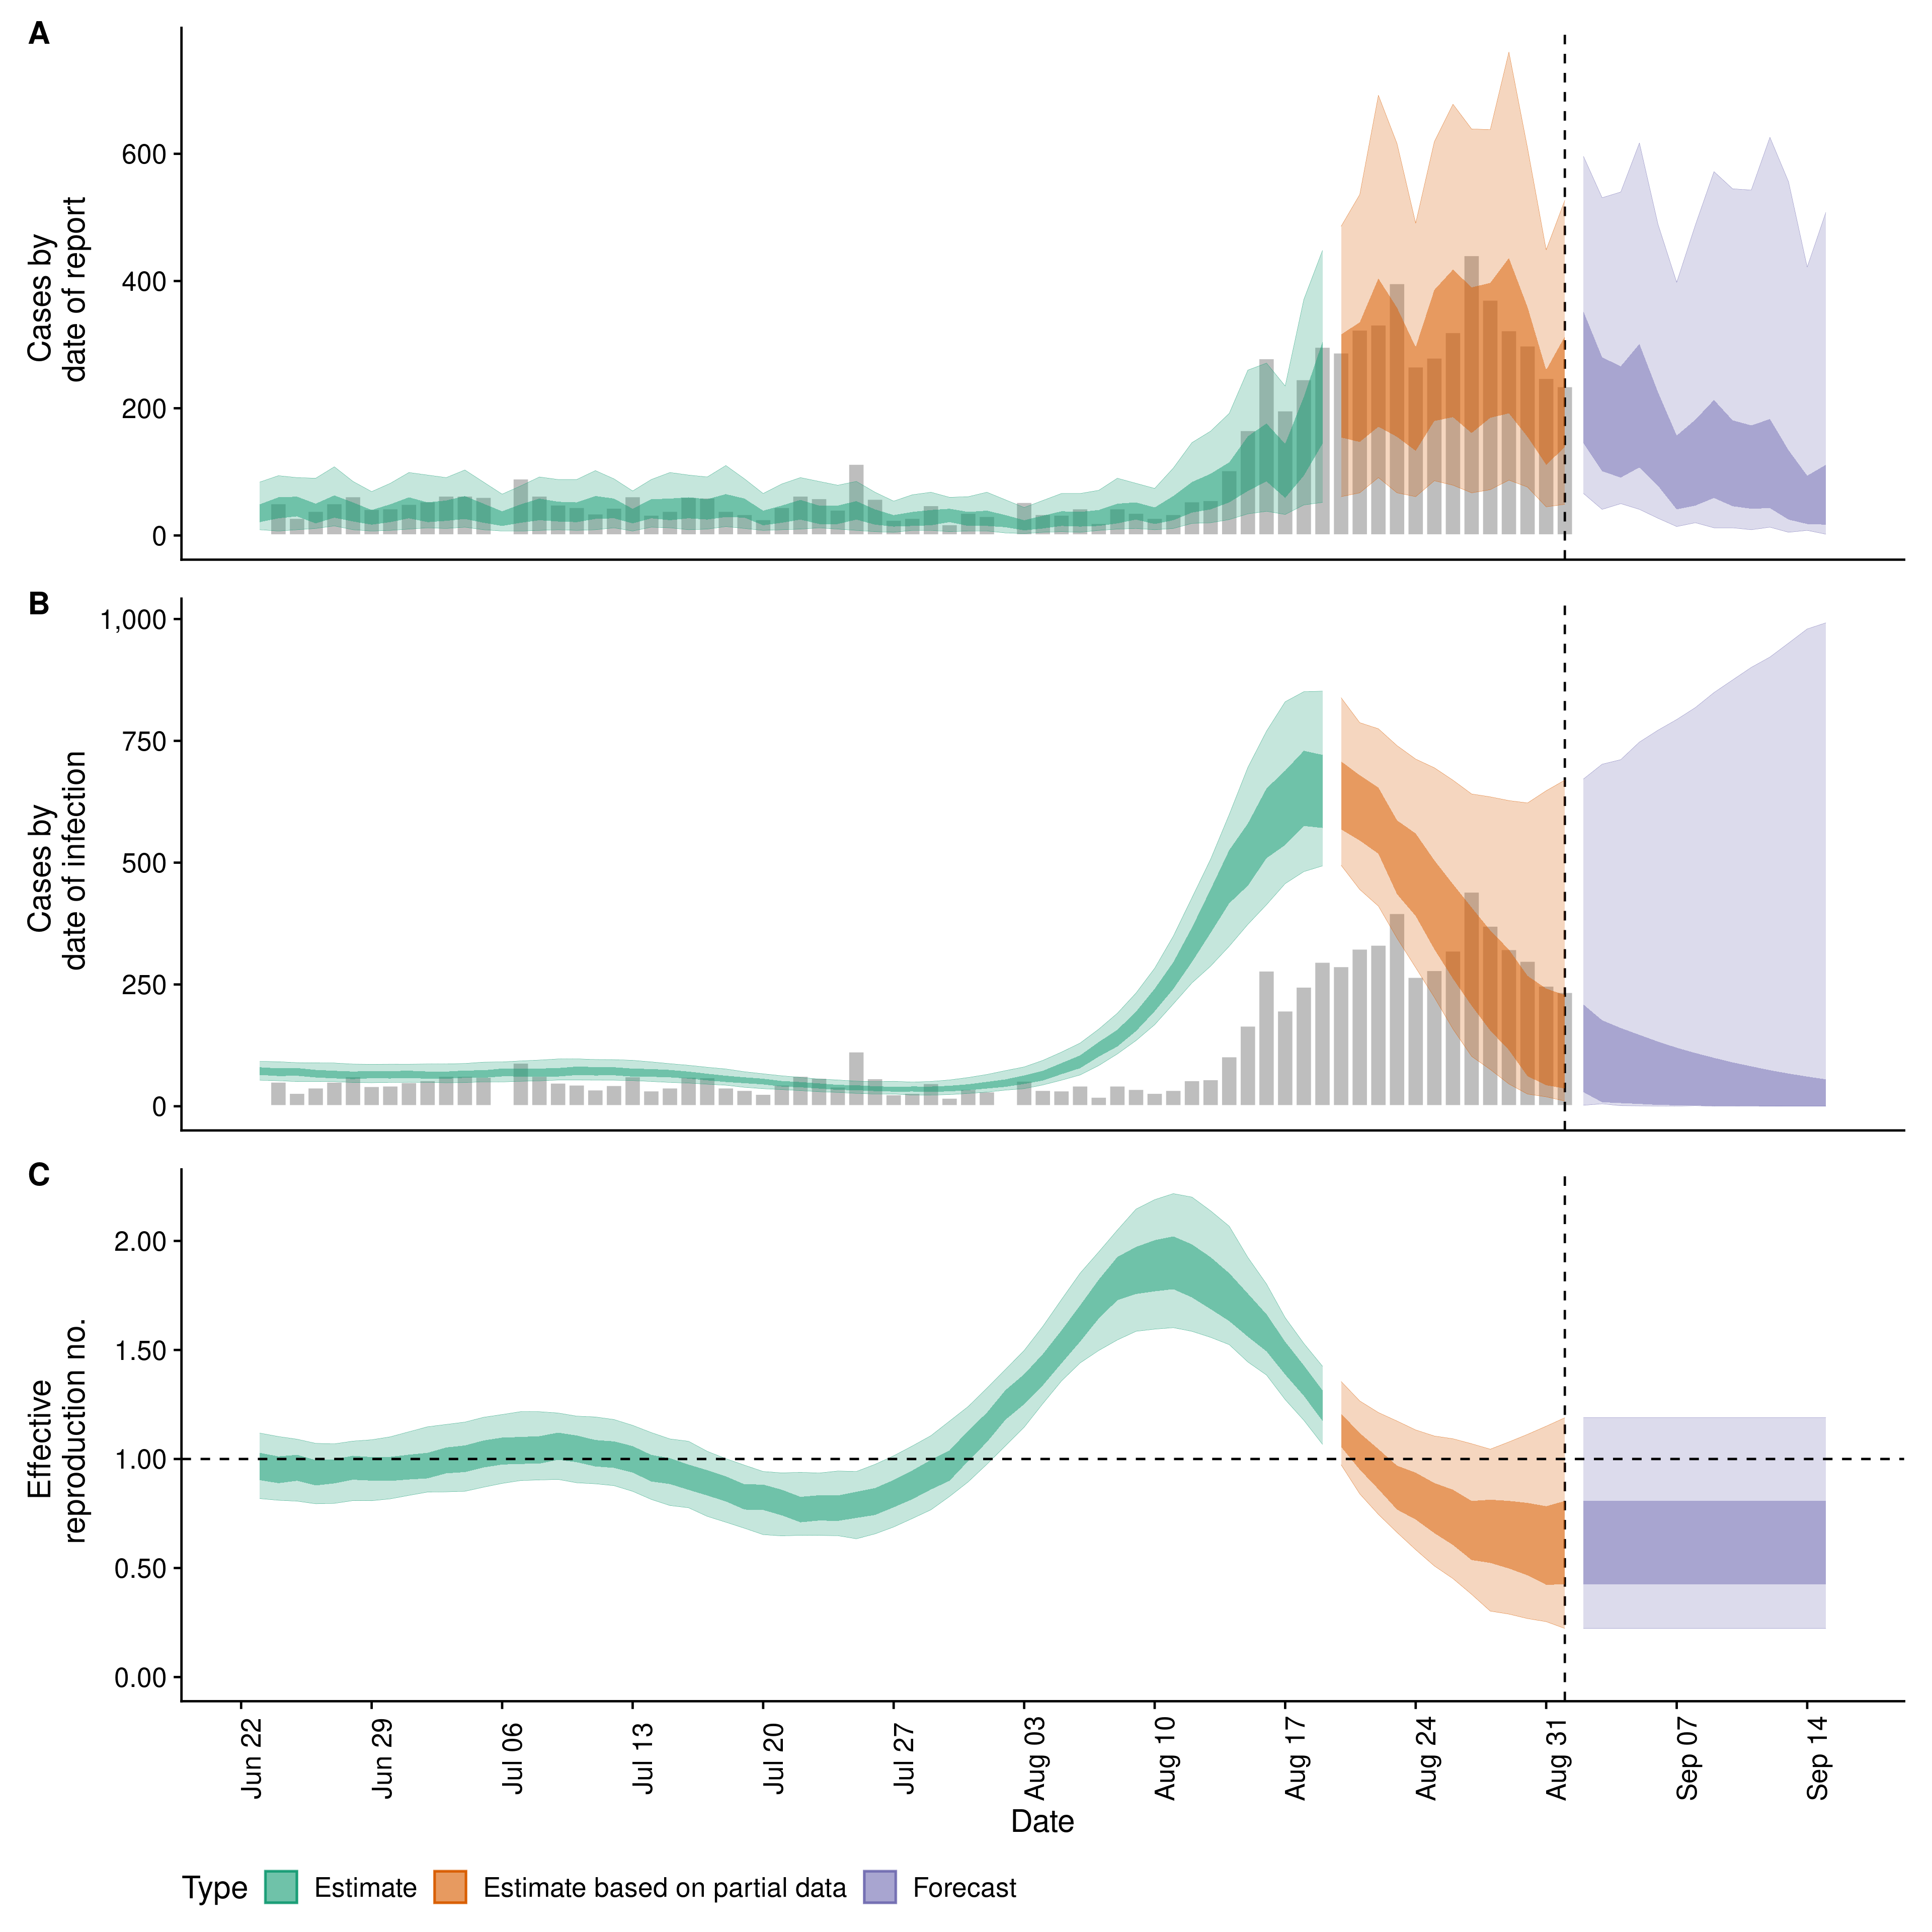 A
Cases by
date of report
600
400
200
0
B
Cases by
date of infection
1,000
750
500
250
0
C
Effective
reproduction no.
2.00
1.50
1.00
0.50
0.00
Jun 22
Jun 29
Jul 06
Jul 13
Jul 20
Jul 27
Aug 03
Aug 10
Aug 17
Aug 24
Aug 31
Sep 07
Sep 14
Date
Type Estimate Estimate based on partial data Forecast